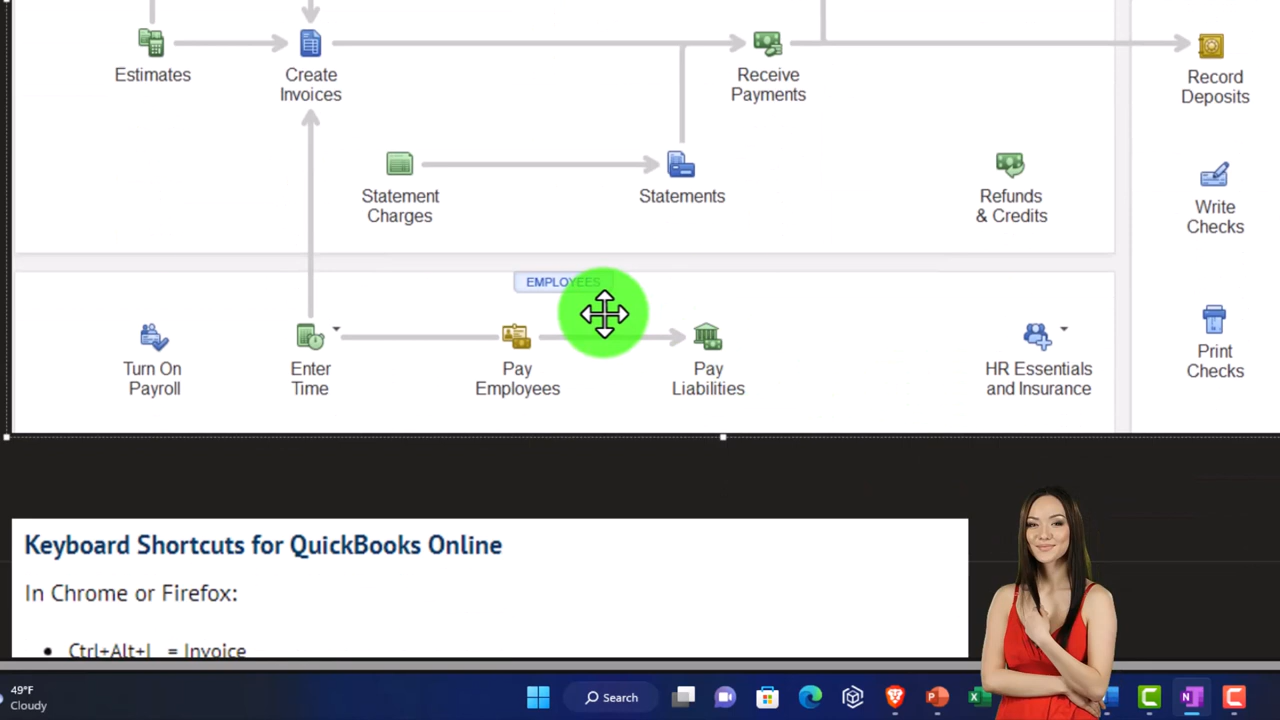 Estimates
Create
Invoices
Receive
Payments
Record
Deposits
Statement
Charges
Statements
Refunds
& Credits
Write
Checks
EMPLOYEES
Turn On
Payroll
Enter
Time
Pay
Employees
Pay
Liabilities
HR Essentials
and Insurance
Print
Checks
Keyboard Shortcuts for QuickBooks Online
In Chrome or Firefox:
• Ctrl+Alt+I = Invoice
49°F
Cloudy
Search